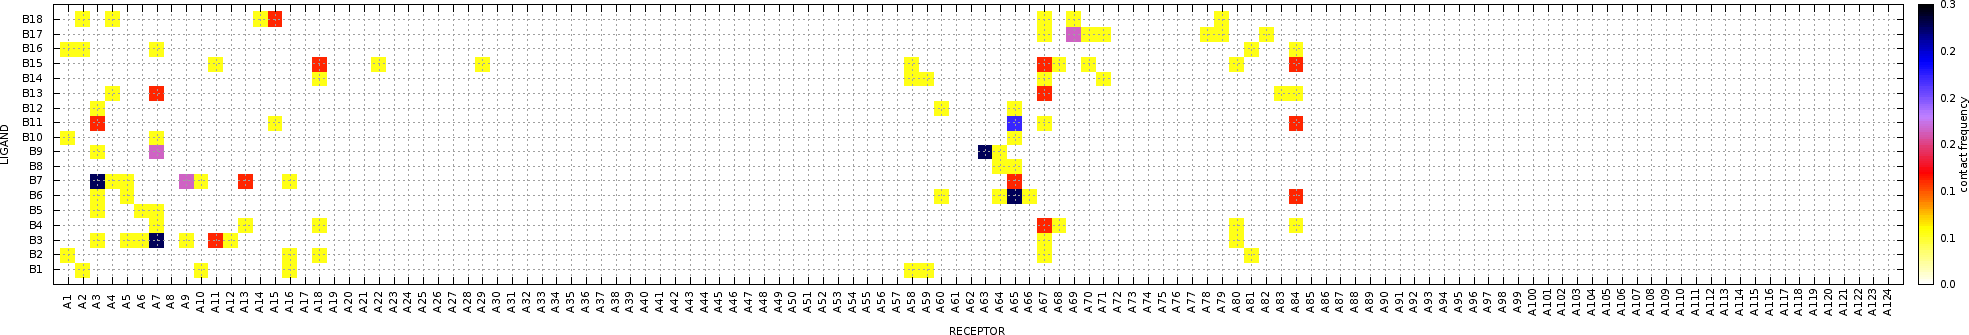 B18
B17
B16
B15
B14
B13
B12
B11
B10
B9
B8
B7
B6
B5
B4
B3
B2
B1
LIGAND
A1 A2 A3 A4 A5 A6 A7 A8 A9 A10 A11 A12 A13 A14 A15 A16 A17 A18 A19 A20 A21 A22 A23 A24 A25 A26 A27 A28 A29 A30 A31 A32 A33 A34 A35 A36 A37 A38 A39 A40 A41 A42 A43 A44 A45 A46 A47 A48 A49 A50 A51 A52 A53 A54 A55 A56 A57 A58 A59 A60 A61 A62 A63 A64 A65 A66 A67 A68 A69 A70 A71 A72 A73 A74 A75 A76 A77 A78 A79 A80 A81 A82 A83 A84 A85 A86 A87 A88 A89 A90 A91 A92 A93 A94 A95 A96 A97 A98 A99 A100 A101 A102 A103 A104 A105 A106 A107 A108 A109 A110 A111 A112 A113 A114 A115 A116 A117 A118 A119 A120 A121 A122 A123 A124
RECEPTOR
0.3
0.2
0.2
0.2
0.1
0.1
0.0
contact frequency